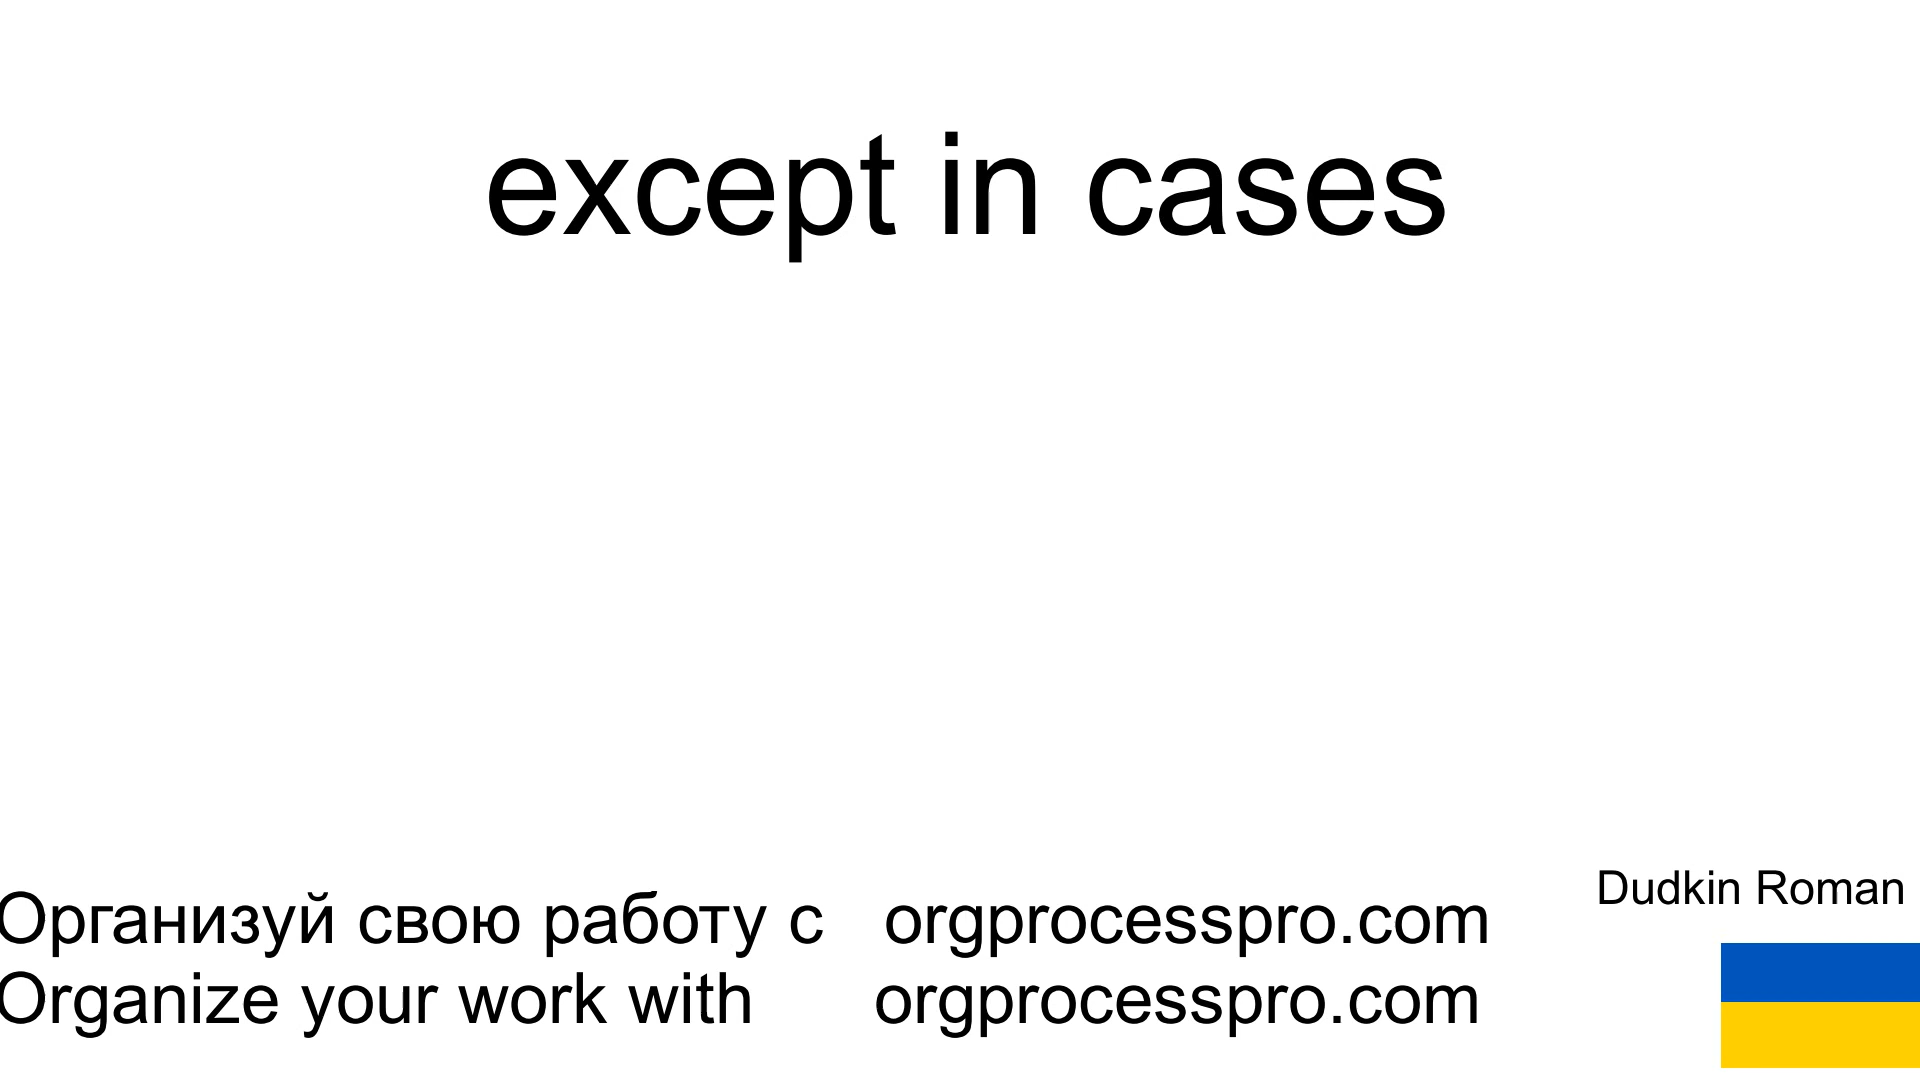 except in cases
Dudkin Roman
Организуй свою работу с orgprocesspro.com
Organize your work with orgprocesspro.com